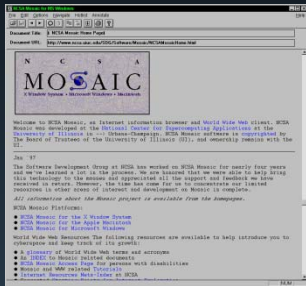 NCSA Mosaic for MS Windows
File Edit Options Navigate Hotlist Annotate Help
Document Title: NCSA Mosaic Home Page
Document URL: http://www.ncsa.uiuc.edu/SDG/Software/Mosaic/NCSAMosaicHome.html
N C S A
MOSAIC
X Window System • Microsoft Windows • Macintosh
Welcome to NCSA Mosaic, an Internet information browser and World Wide Web client. NCSA
Mosaic was developed at the National Center for Supercomputing Applications at the
University of Illinois in --> Urbana-Champaign. NCSA Mosaic software is copyrighted by
The Board of Trustees of the University of Illinois (UI), and ownership remains with the
UI.
Jan '97
The Software Development Group at NCSA has worked on NCSA Mosaic for nearly four years
and we've learned a lot in the process. We are honored that we were able to help bring
this technology to the masses and appreciated all the support and feedback we have
received in return. However, the time has come for us to concentrate our limited
resources in other areas of interest and development on Mosaic is complete.
All information about the Mosaic project is available from the homepages.
NCSA Mosaic Platforms:
NCSA Mosaic for the X Window System
NCSA Mosaic for the Apple Macintosh
NCSA Mosaic for Microsoft Windows
World Wide Web Resources The following resources are available to help introduce you to
cyberspace and keep track of its growth:
A glossary of World Wide Web terms and acronyms
An INDEX to Mosaic related documents
NCSA Mosaic Access Page for persons with disabilities
Mosaic and WWW related Tutorials
Internet Resources Meta-Index at NCSA
NUM